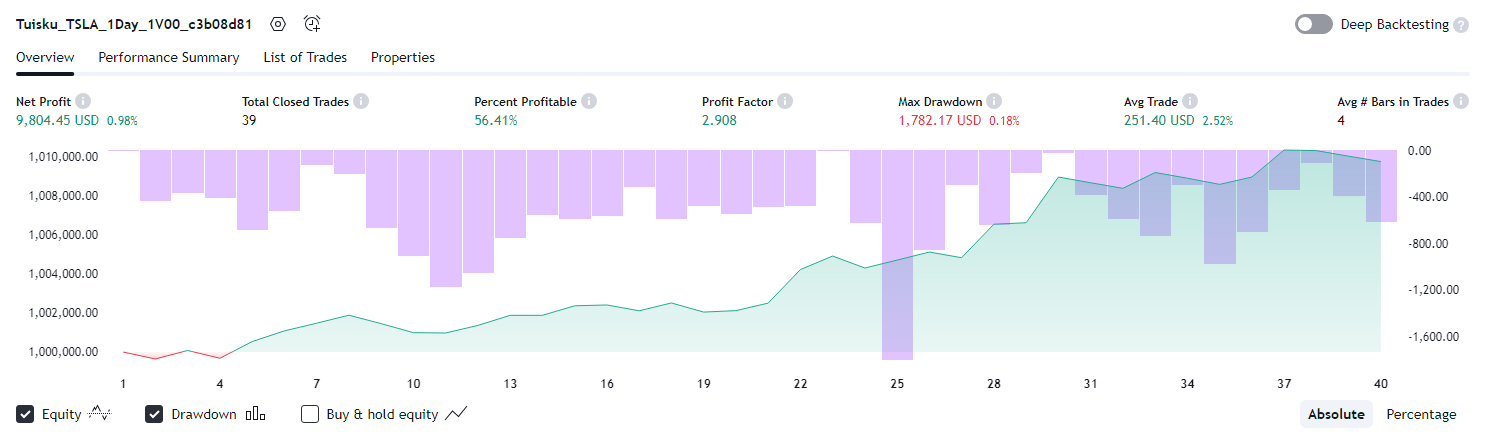 Tuisku_TSLA_1Day_1V00_c3b08d81 Deep Backtesting ?
Overview Performance Summary List of Trades Properties
Net Profit Total Closed Trades Percent Profitable Profit Factor Max Drawdown Avg Trade Avg # Bars in Trades
9,804.45 USD 0.98% 39 56.41% 2.908 1,782.17 USD 0.18% 251.40 USD 2.52% 4
1,010,000.00 0.00
1,008,000.00 -400.00
1,006,000.00 -800.00
1,004,000.00 -1,200.00
1,002,000.00 -1,600.00
1,000,000.00
1 4 7 10 13 16 19 22 25 28 31 34 37 40
Equity Drawdown Buy & hold equity Absolute Percentage